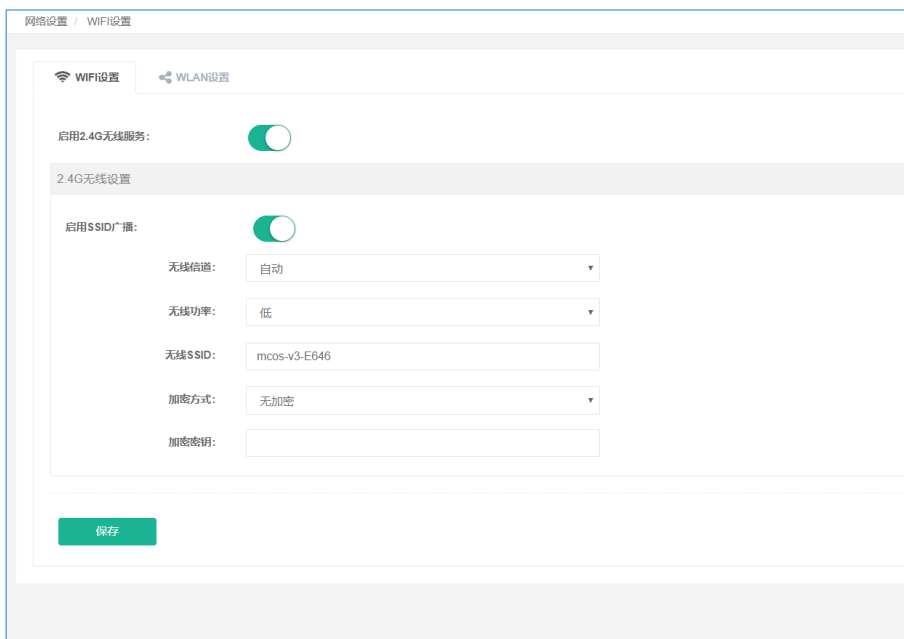 网络设置 / WIFI设置
WIFI设置 WLAN设置
启用2.4G无线服务：
2.4G无线设置
启用SSID广播：
无线信道： 自动
无线功率： 低
无线SSID： mcos-v3-E646
加密方式： 无加密
加密密钥：
保存